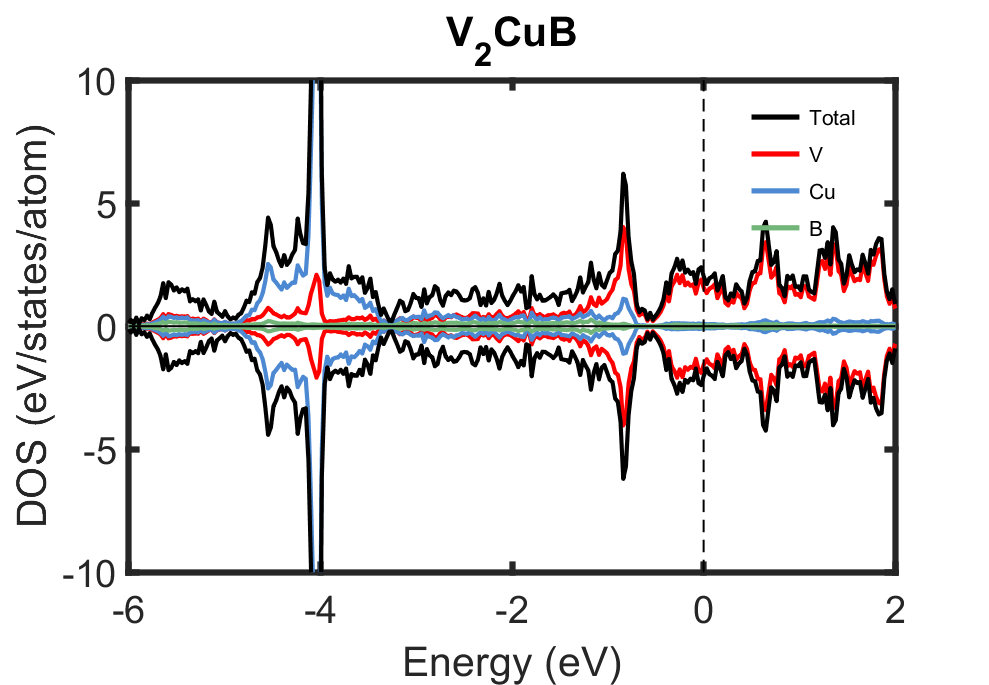 V₂CuB
10
5
0
-5
-10
DOS (eV/states/atom)
Total
V
Cu
B
-6
-4
-2
0
2
Energy (eV)